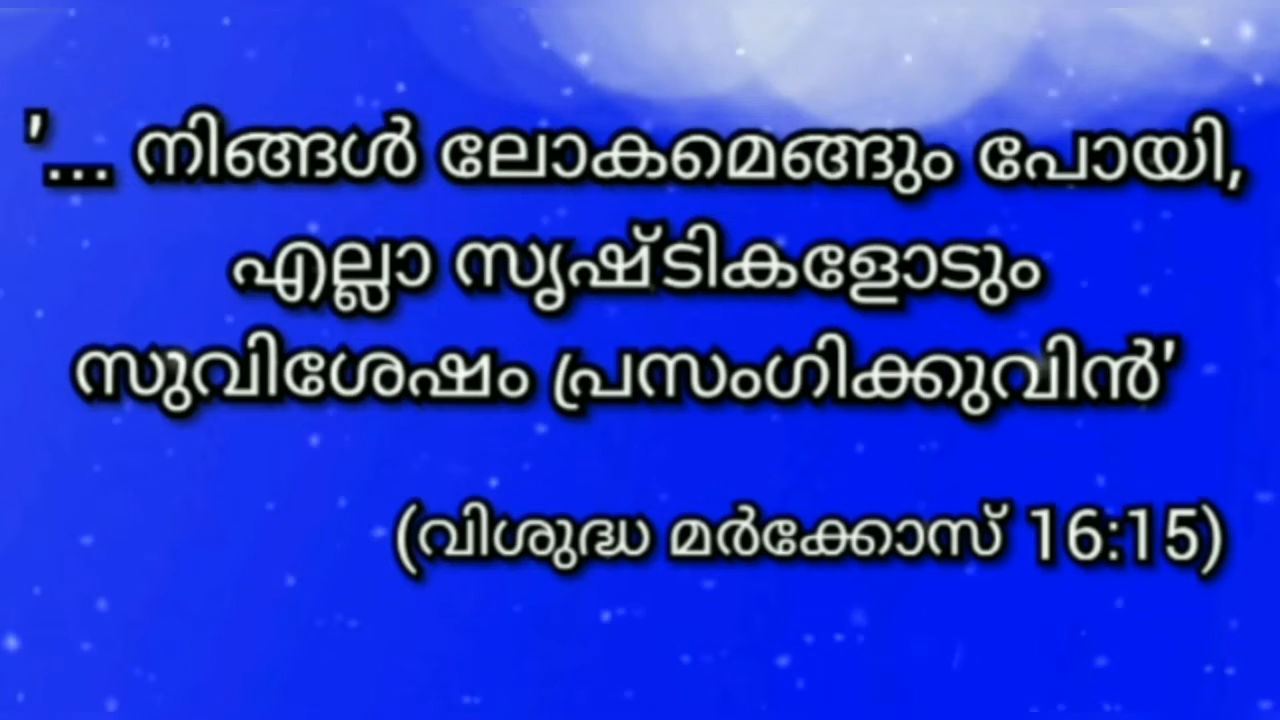 '... നിങ്ങൾ ലോകമെങ്ങും പോയി,
എല്ലാ സൃഷ്ടികളോടും
സുവിശേഷം പ്രസംഗിക്കുവിൻ'
(വിശുദ്ധ മർക്കോസ് 16:15)